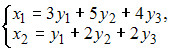 x₁ = 3y₁ + 5y₂ + 4y₃,
x₂ = y₁ + 2y₂ + 2y₃